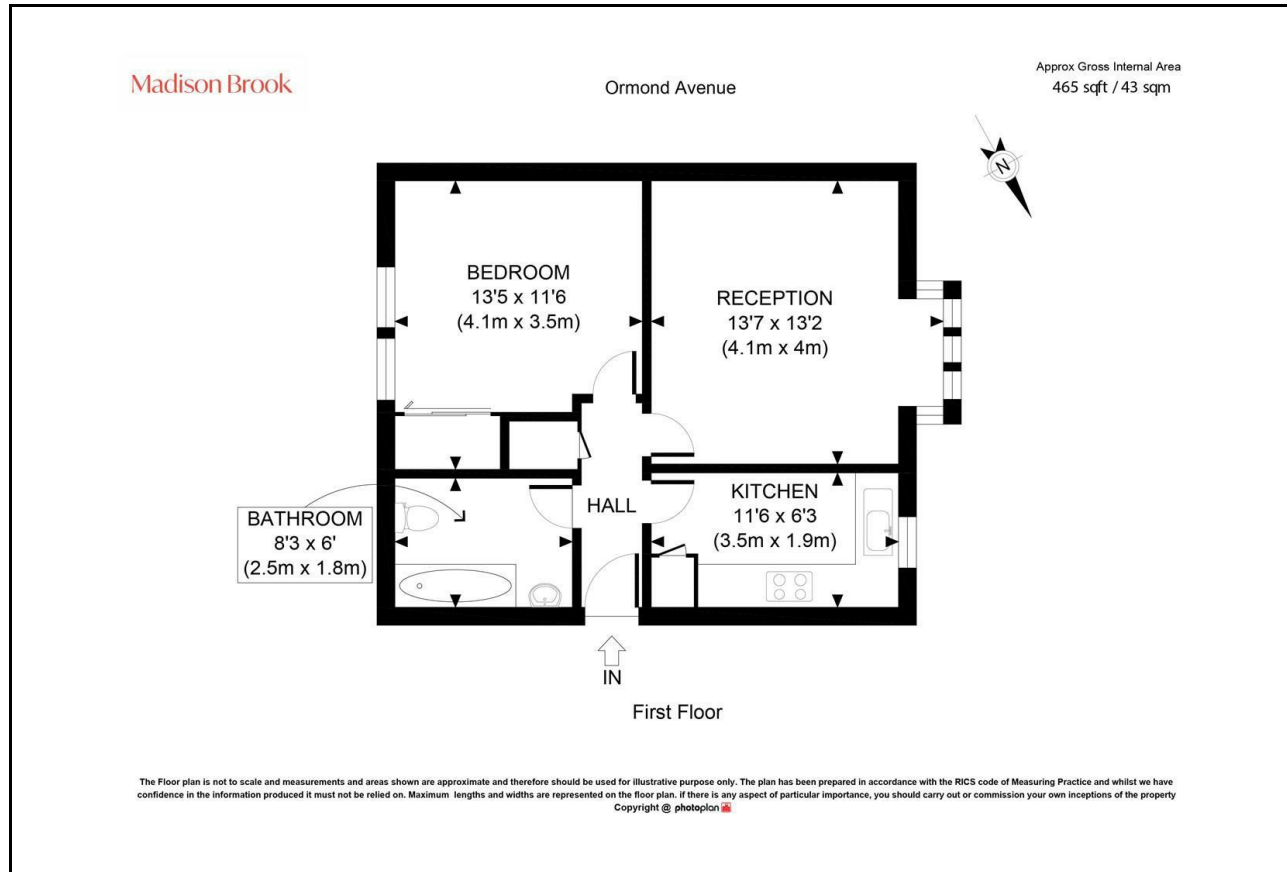 Madison Brook
Ormond Avenue
Approx Gross Internal Area
465 sqft / 43 sqm
N
BEDROOM
13'5 x 11'6
(4.1m x 3.5m)
RECEPTION
13'7 x 13'2
(4.1m x 4m)
HALL
KITCHEN
11'6 x 6'3
(3.5m x 1.9m)
BATHROOM
8'3 x 6'
(2.5m x 1.8m)
IN
First Floor
The Floor plan is not to scale and measurements and areas shown are approximate and therefore should be used for illustrative purpose only. The plan has been prepared in accordance with the RICS code of Measuring Practice and whilst we have
confidence in the information produced it must not be relied on. Maximum lengths and widths are represented on the floor plan. if there is any aspect of particular importance, you should carry out or commission your own inceptions of the property
Copyright @ photoplan